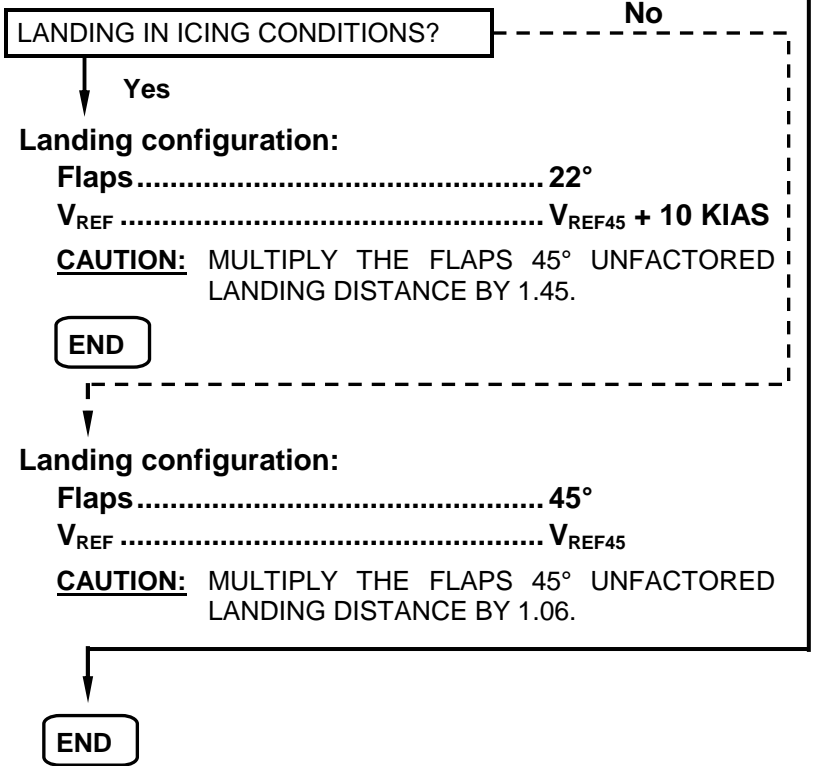 No
LANDING IN ICING CONDITIONS?
Yes
Landing configuration:
Flaps.................................................. 22°
VREF .................................................... VREF45 + 10 KIAS
CAUTION: MULTIPLY THE FLAPS 45° UNFACTORED
LANDING DISTANCE BY 1.45.
END
Landing configuration:
Flaps.................................................. 45°
VREF .................................................... VREF45
CAUTION: MULTIPLY THE FLAPS 45° UNFACTORED
LANDING DISTANCE BY 1.06.
END